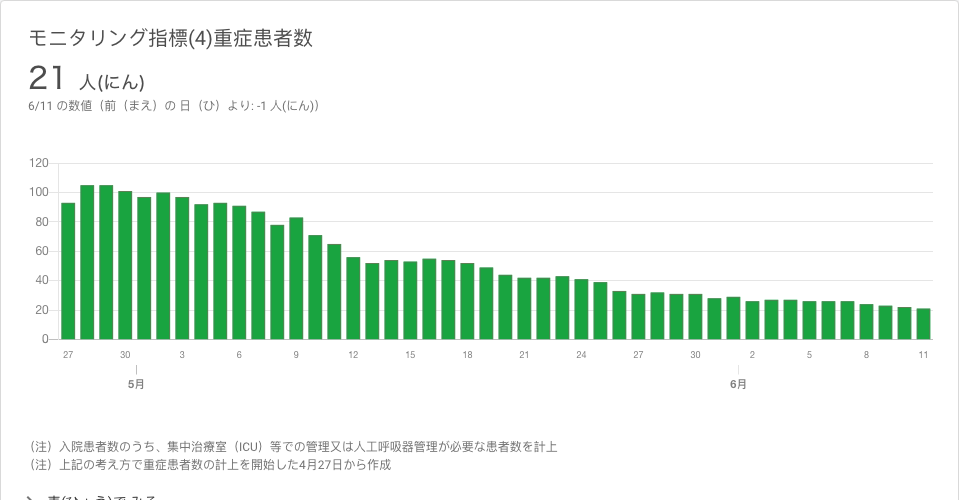 モニタリング指標(4)重症患者数
21 人(にん)
6/11 の数値（前（まえ）の 日（ひ）より: -1 人(にん)）
120
100
80
60
40
20
0
27 30 3 6 9 12 15 18 21 24 27 30 2 5 8 11
5月 6月
（注）入院患者数のうち、集中治療室（ICU）等での管理又は人工呼吸器管理が必要な患者数を計上
（注）上記の考え方で重症患者数の計上を開始した4月27日から作成